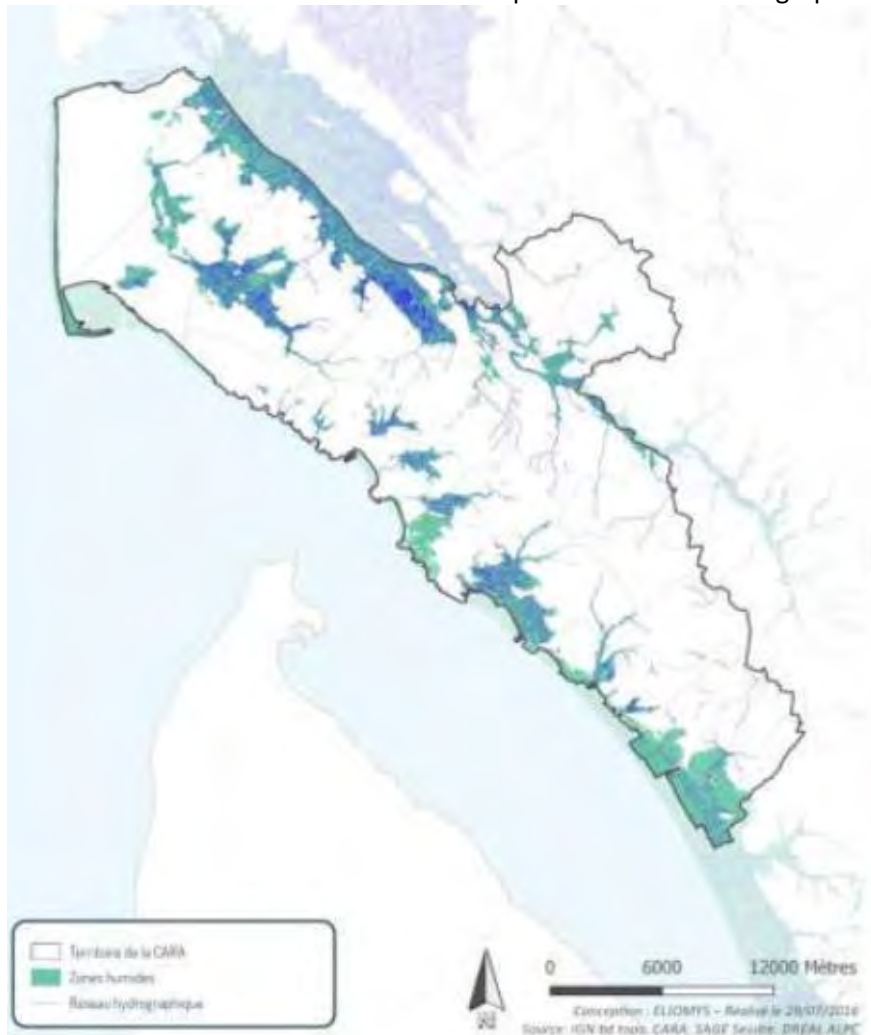 Territoire de la CARA
Zones humides
Réseau hydrographique
0 6000 12000 Mètres
Conception : ELIOMYS - Réalisé le 29/07/2016
Source: IGN bd topo, CARA, SAGE Seudre, DREAL ALPC